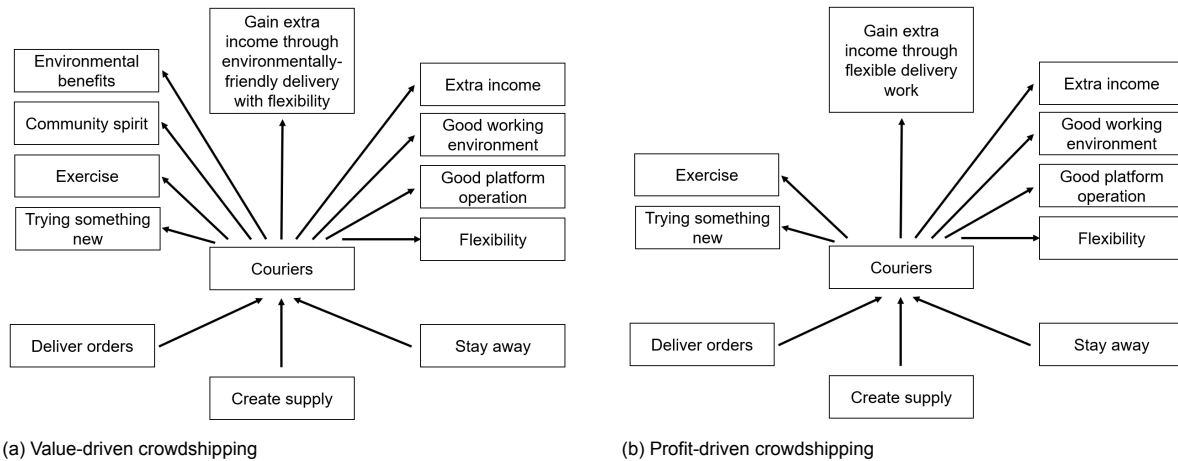 Gain extra
income through
environmentally-
friendly delivery
with flexibility
Environmental
benefits
Community spirit
Exercise
Trying something
new
Extra income
Good working
environment
Good platform
operation
Flexibility
Couriers
Deliver orders
Stay away
Create supply
(a) Value-driven crowdshipping
Gain extra
income through
flexible delivery
work
Exercise
Trying something
new
Extra income
Good working
environment
Good platform
operation
Flexibility
Couriers
Deliver orders
Stay away
Create supply
(b) Profit-driven crowdshipping